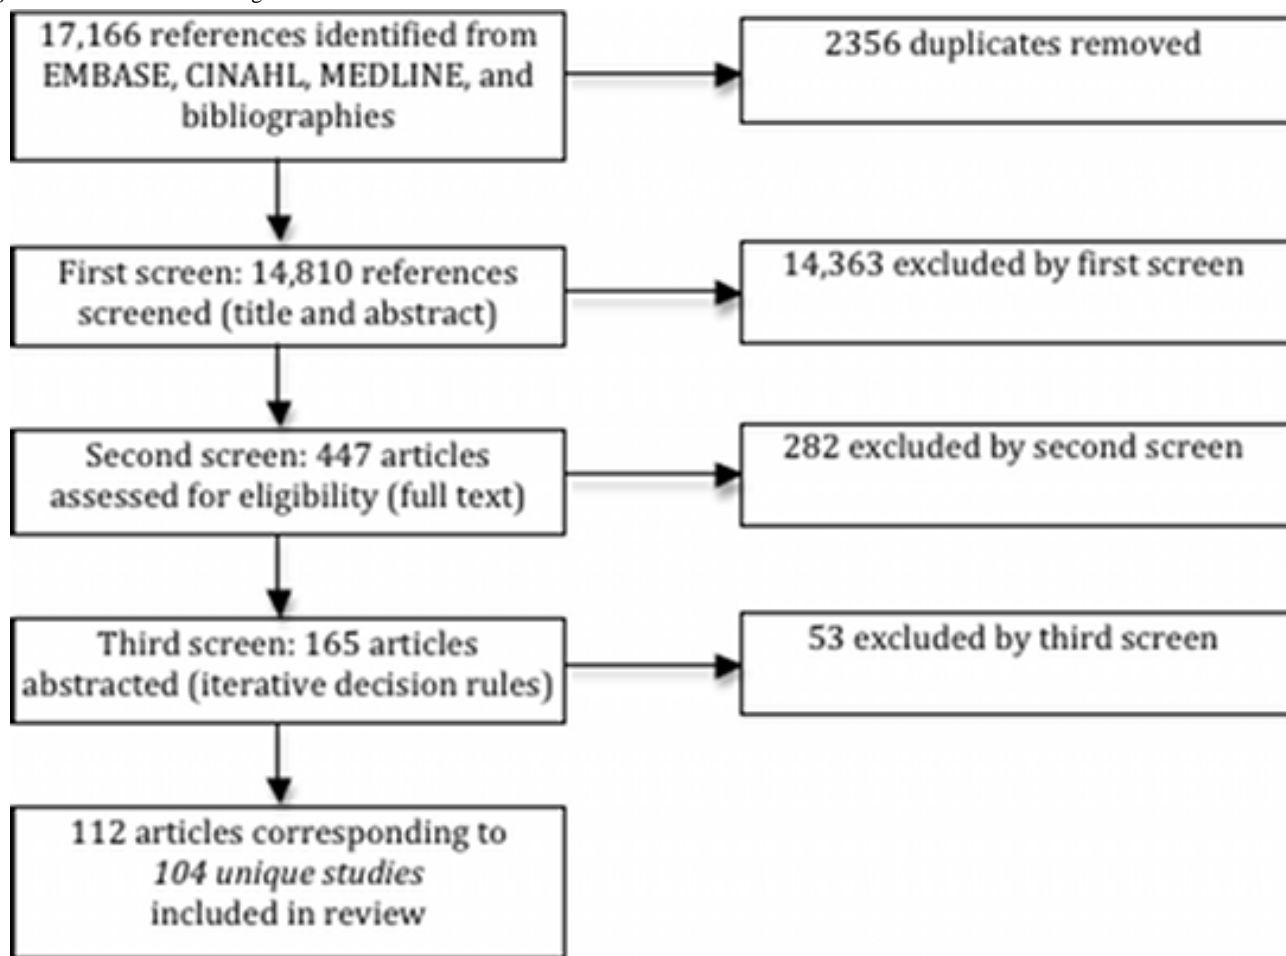 17,166 references identified from
EMBASE, CINAHL, MEDLINE, and
bibliographies
2356 duplicates removed
First screen: 14,810 references
screened (title and abstract)
14,363 excluded by first screen
Second screen: 447 articles
assessed for eligibility (full text)
282 excluded by second screen
Third screen: 165 articles
abstracted (iterative decision rules)
53 excluded by third screen
112 articles corresponding to
104 unique studies
included in review